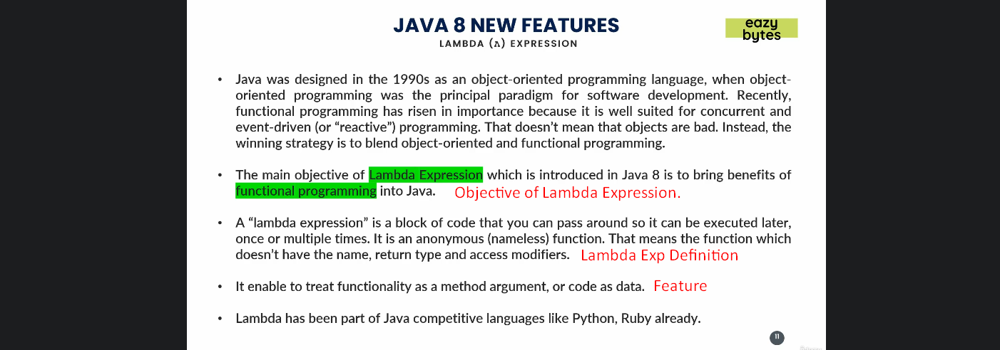 JAVA 8 NEW FEATURES
eazy
bytes
LAMBDA (λ) EXPRESSION
• Java was designed in the 1990s as an object-oriented programming language, when object-
oriented programming was the principal paradigm for software development. Recently,
functional programming has risen in importance because it is well suited for concurrent and
event-driven (or “reactive”) programming. That doesn’t mean that objects are bad. Instead, the
winning strategy is to blend object-oriented and functional programming.
• The main objective of Lambda Expression which is introduced in Java 8 is to bring benefits of
functional programming into Java. Objective of Lambda Expression.
• A “lambda expression” is a block of code that you can pass around so it can be executed later,
once or multiple times. It is an anonymous (nameless) function. That means the function which
doesn’t have the name, return type and access modifiers. Lambda Exp Definition
• It enable to treat functionality as a method argument, or code as data. Feature
• Lambda has been part of Java competitive languages like Python, Ruby already.
11